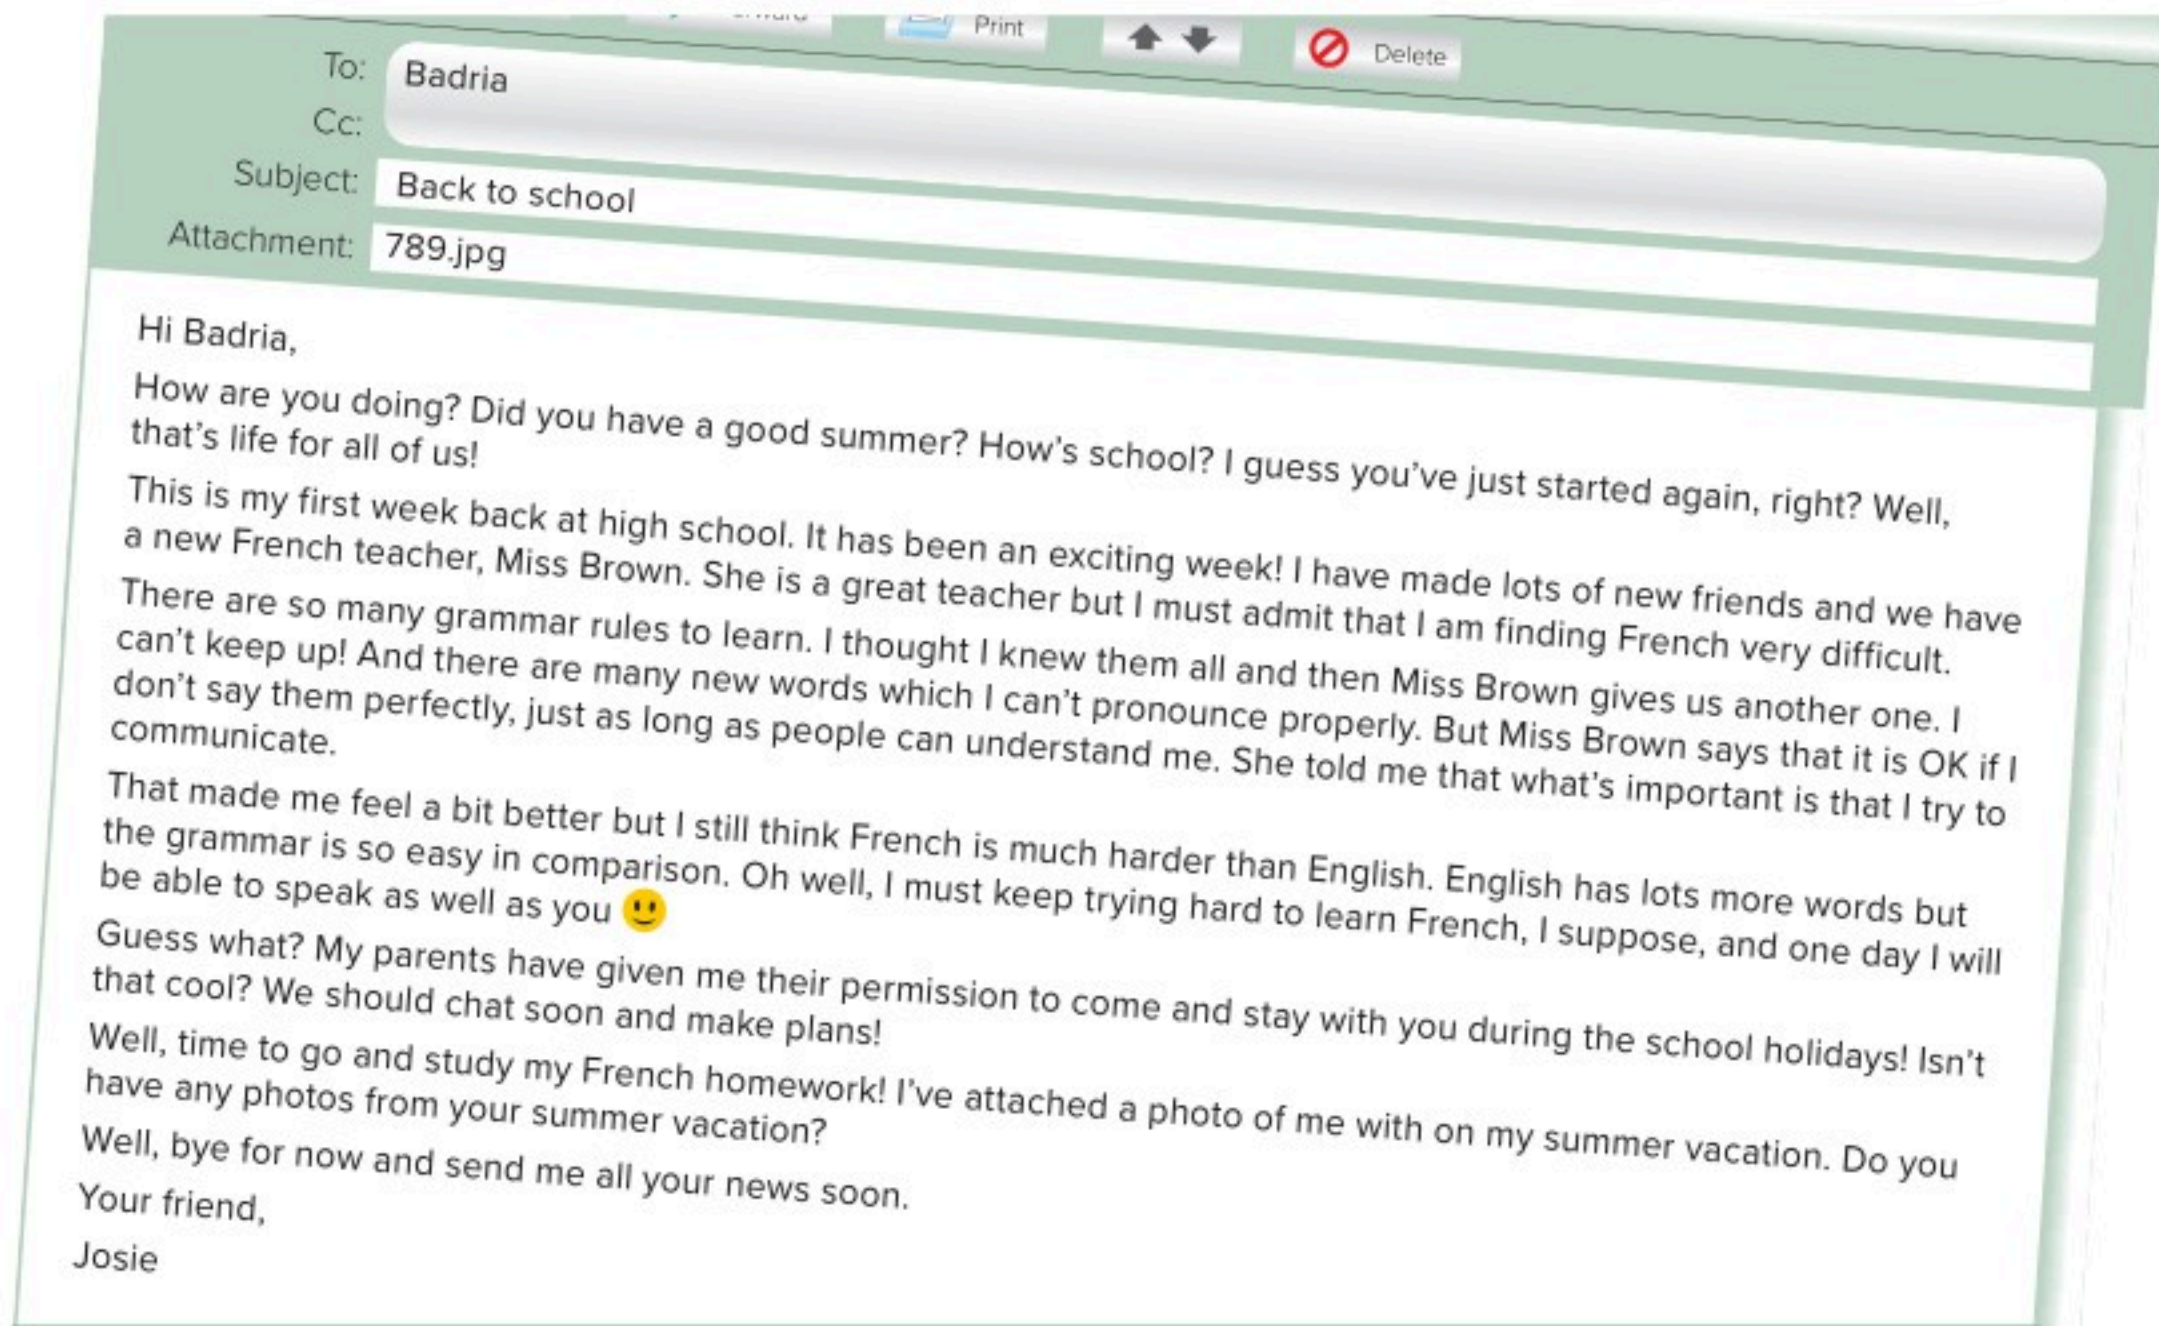 Print
Delete
To: Badria
Cc:
Subject: Back to school
Attachment: 789.jpg
Hi Badria,
How are you doing? Did you have a good summer? How's school? I guess you've just started again, right? Well,
that's life for all of us!
This is my first week back at high school. It has been an exciting week! I have made lots of new friends and we have
a new French teacher, Miss Brown. She is a great teacher but I must admit that I am finding French very difficult.
There are so many grammar rules to learn. I thought I knew them all and then Miss Brown gives us another one. I
can't keep up! And there are many new words which I can't pronounce properly. But Miss Brown says that it is OK if I
don't say them perfectly, just as long as people can understand me. She told me that what's important is that I try to
communicate.
That made me feel a bit better but I still think French is much harder than English. English has lots more words but
the grammar is so easy in comparison. Oh well, I must keep trying hard to learn French, I suppose, and one day I will
be able to speak as well as you 🙂
Guess what? My parents have given me their permission to come and stay with you during the school holidays! Isn't
that cool? We should chat soon and make plans!
Well, time to go and study my French homework! I've attached a photo of me with on my summer vacation. Do you
have any photos from your summer vacation?
Well, bye for now and send me all your news soon.
Your friend,
Josie